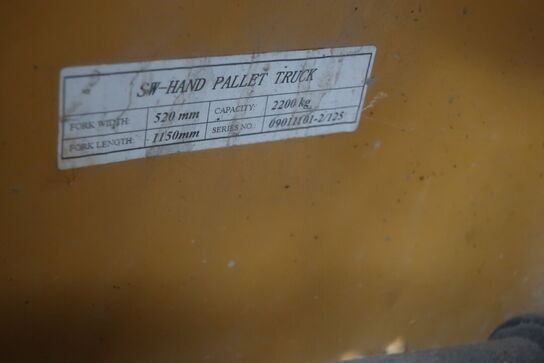 SW-HAND PALLET TRUCK
FORK WIDTH: 520 mm CAPACITY: 2200 kg
FORK LENGTH: 1150mm SERIES NO.: 09011101-2/125